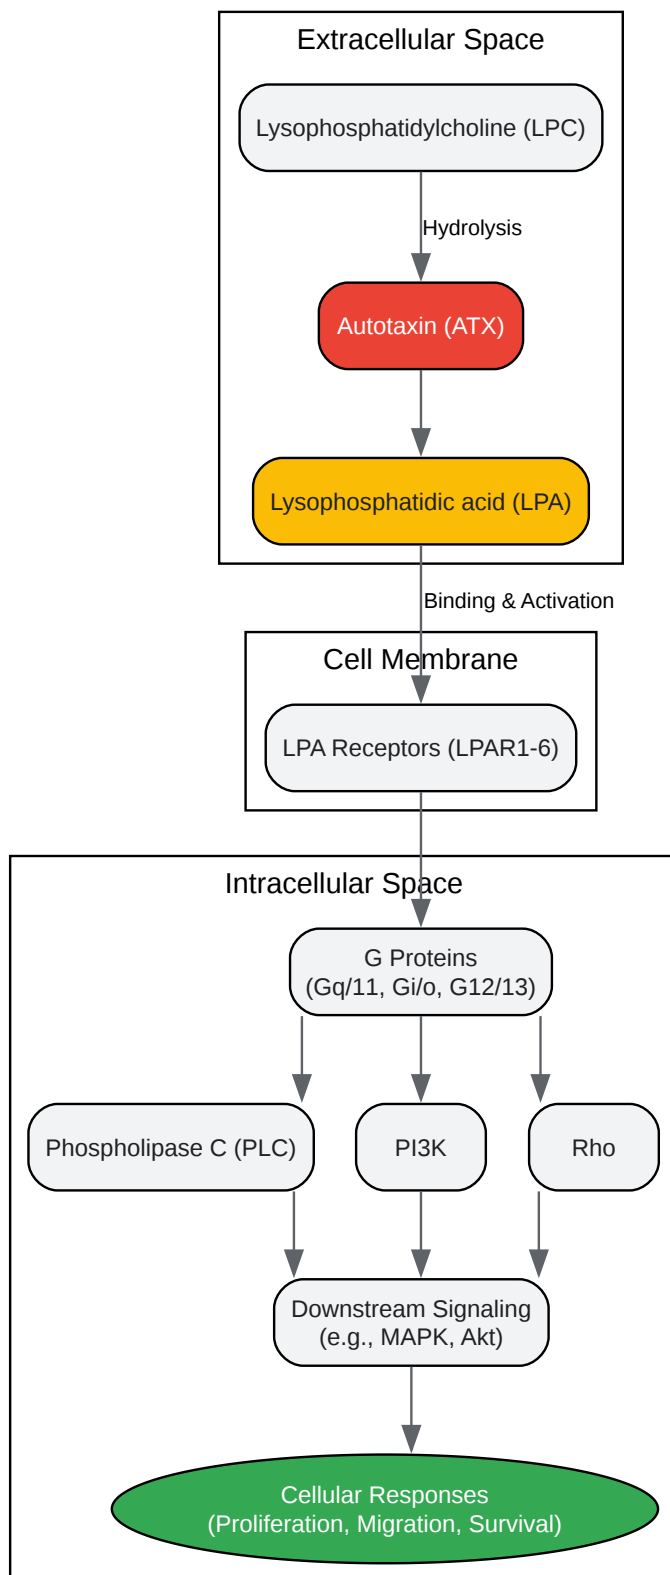 Extracellular Space
Lysophosphatidylcholine (LPC)
Hydrolysis
Autotaxin (ATX)
Lysophosphatidic acid (LPA)
Binding & Activation
Cell Membrane
LPA Receptors (LPAR1-6)
Intracellular Space
G Proteins
(Gq/11, Gi/o, G12/13)
Phospholipase C (PLC)
PI3K
Rho
Downstream Signaling
(e.g., MAPK, Akt)
Cellular Responses
(Proliferation, Migration, Survival)